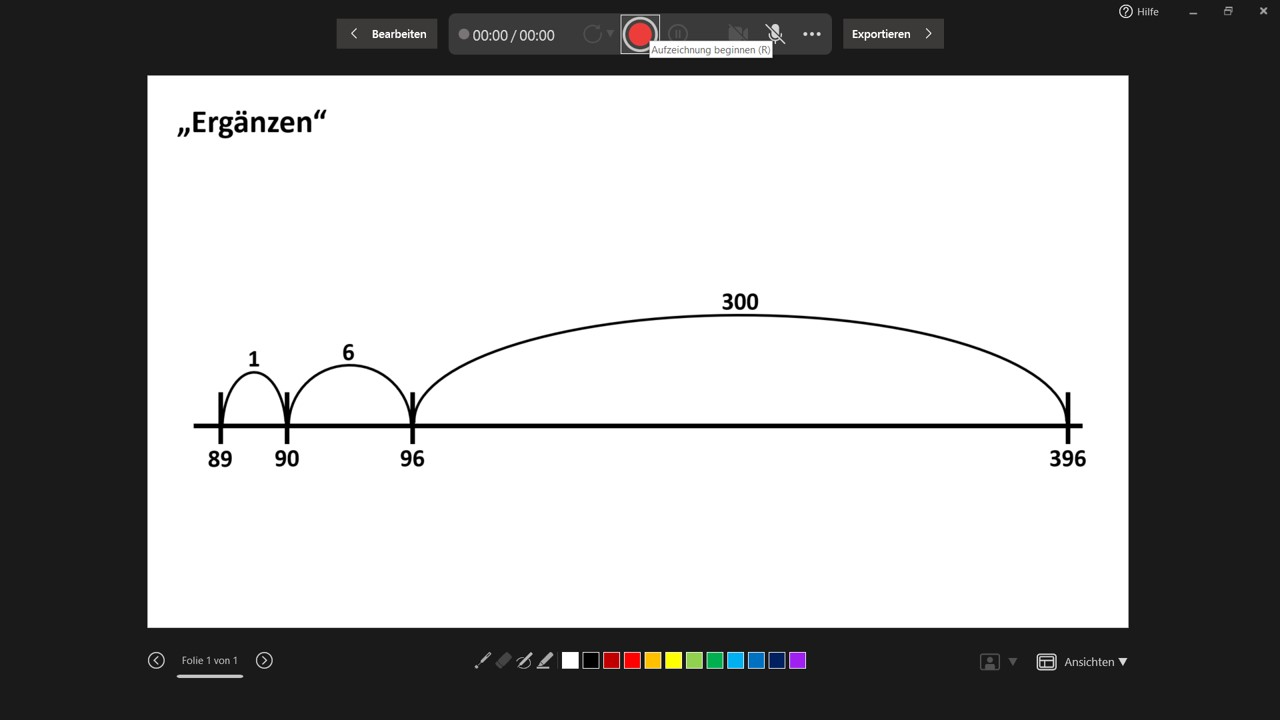 Hilfe
Bearbeiten
00:00 / 00:00
Exportieren
Aufzeichnung beginnen (R)
„Ergänzen“
300
1
6
89
90
96
396
Folie 1 von 1
Ansichten